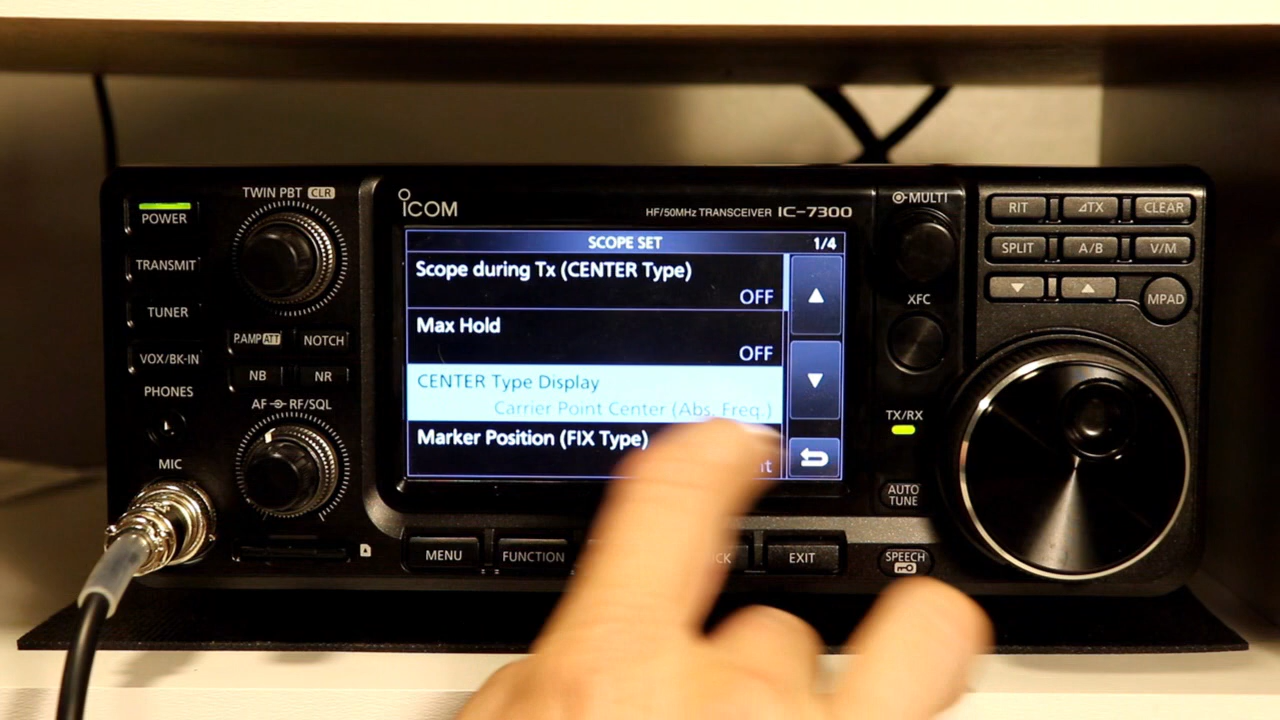 TWIN PBT CLR
POWER
TRANSMIT
TUNER
VOX/BK-IN
PHONES
MIC
P.AMP ATT
NOTCH
NB
NR
AF RF/SQL
ICOM
HF/50MHz TRANSCEIVER IC-7300
SCOPE SET 1/4
Scope during Tx (CENTER Type)
OFF
Max Hold
OFF
CENTER Type Display
Carrier Point Center (Abs. Freq.)
Marker Position (FIX Type)
MENU
FUNCTION
EXIT
MULTI
XFC
TX/RX
AUTO
TUNE
SPEECH
RIT
⊿TX
CLEAR
SPLIT
A/B
V/M
MPAD